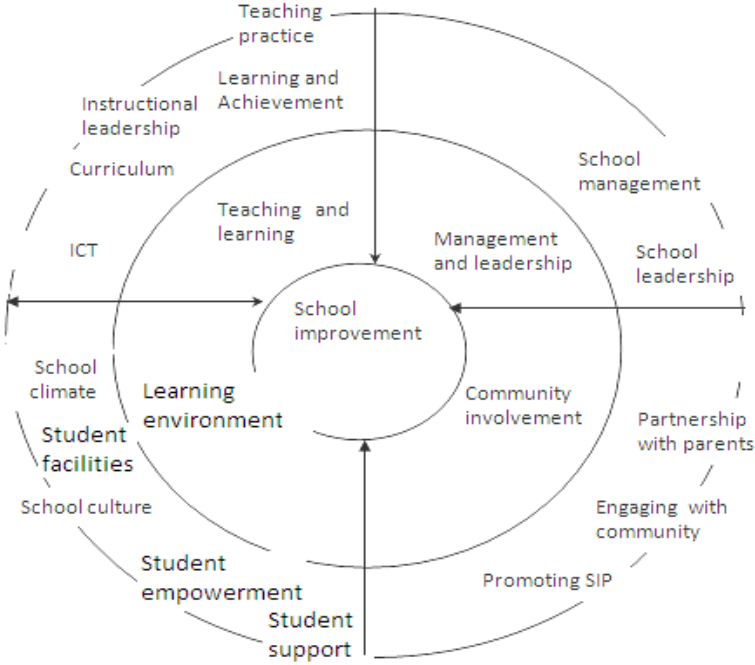 Teaching
practice
Learning and
Achievement
Instructional
leadership
Curriculum
School
management
Teaching and
learning
Management
and leadership
ICT
School
leadership
School
improvement
School
climate
Learning
environment
Community
involvement
Student
facilities
Partnership
with parents
School culture
Engaging with
community
Student
empowerment
Promoting SIP
Student
support